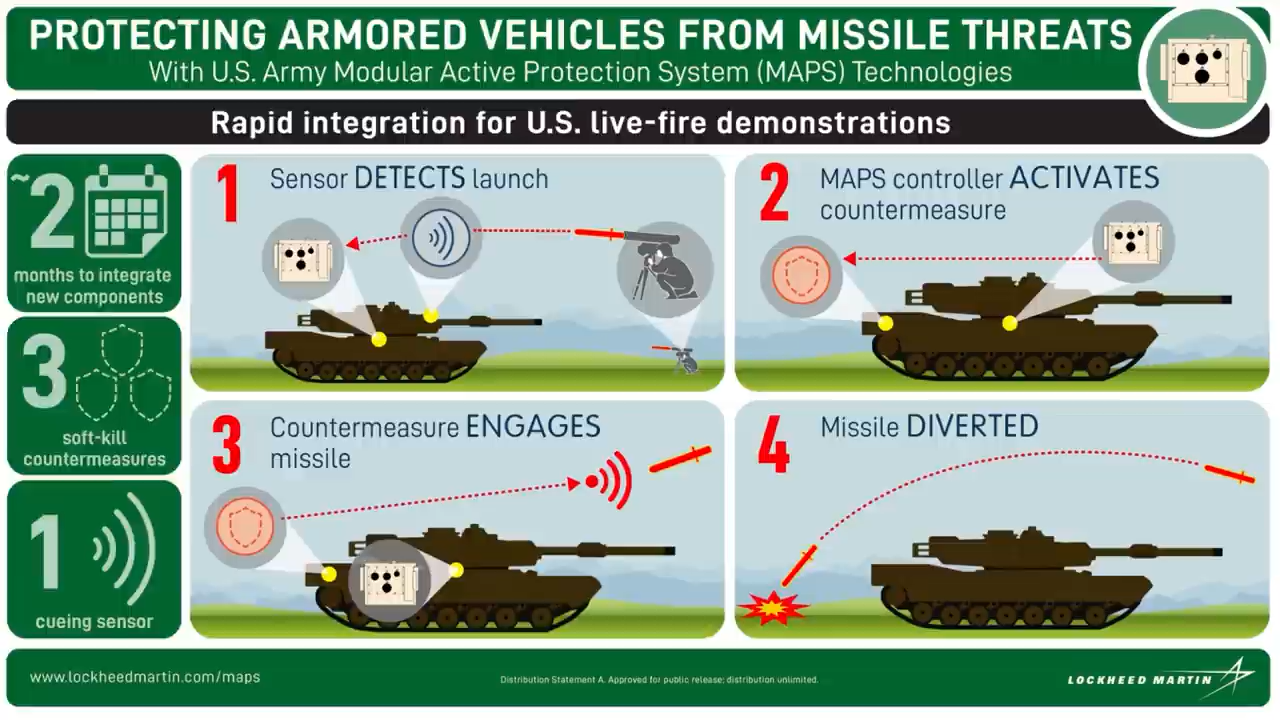 PROTECTING ARMORED VEHICLES FROM MISSILE THREATS
With U.S. Army Modular Active Protection System (MAPS) Technologies
Rapid integration for U.S. live-fire demonstrations
~2
months to integrate
new components
3
soft-kill
countermeasures
1
cueing sensor
1
Sensor DETECTS launch
2
MAPS controller ACTIVATES
countermeasure
3
Countermeasure ENGAGES
missile
4
Missile DIVERTED
www.lockheedmartin.com/maps
Distribution Statement A. Approved for public release; distribution unlimited.
LOCKHEED MARTIN